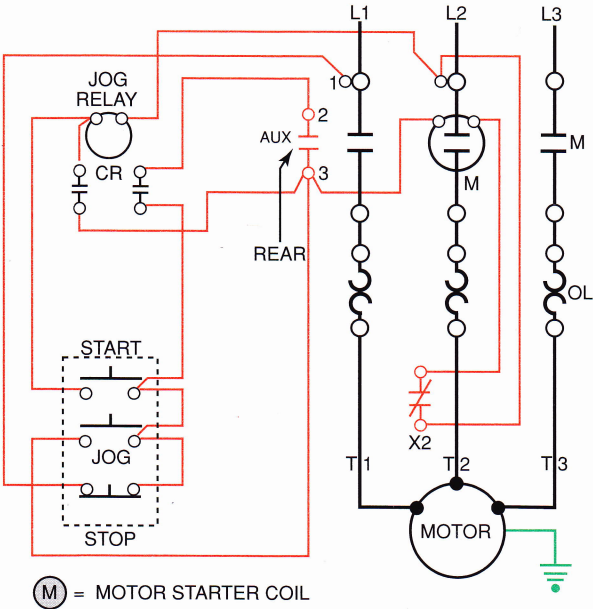 L1 L2 L3
JOG
RELAY
1
2
AUX
CR
3
M
M
REAR
OL
START
JOG
STOP
X2
T1 T2 T3
MOTOR
M = MOTOR STARTER COIL